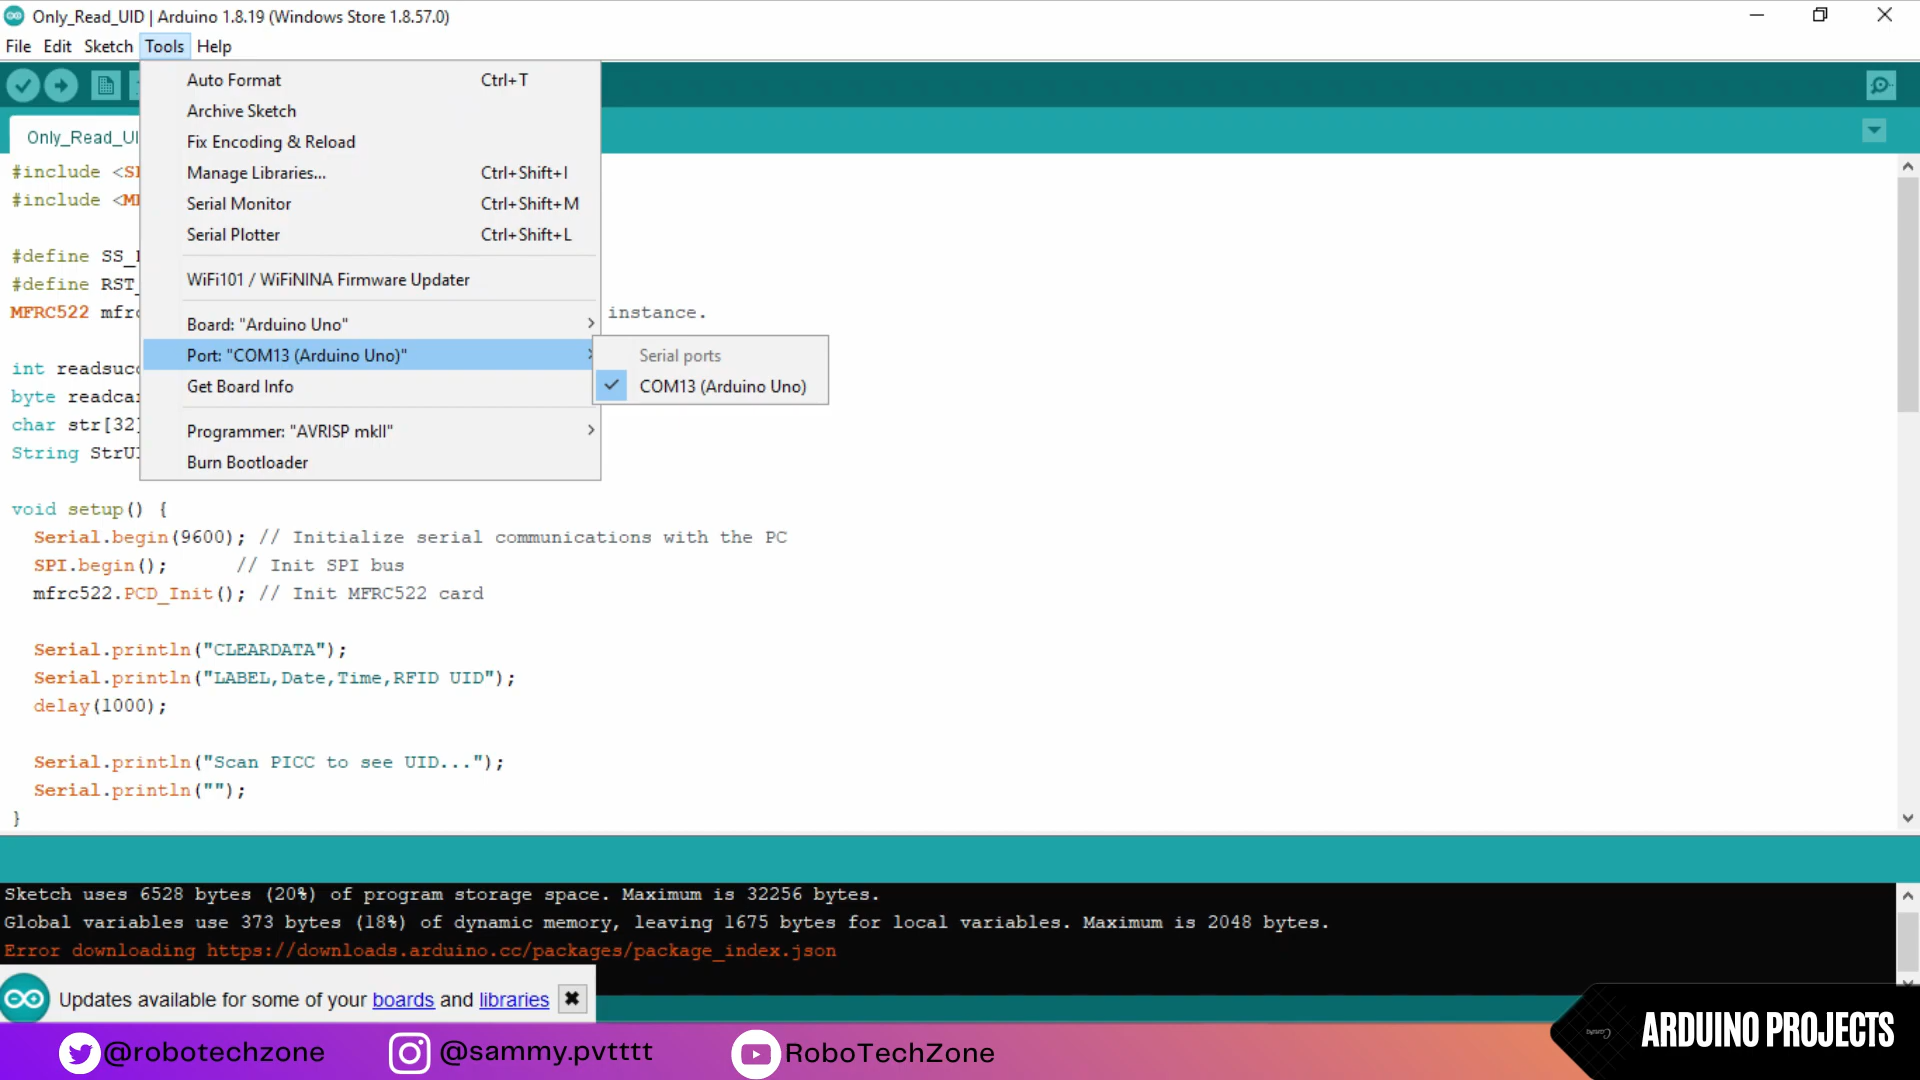 Only_Read_UID | Arduino 1.8.19 (Windows Store 1.8.57.0)
File Edit Sketch Tools Help
Auto Format Ctrl+T
Archive Sketch
Fix Encoding & Reload
Manage Libraries... Ctrl+Shift+I
Serial Monitor Ctrl+Shift+M
Serial Plotter Ctrl+Shift+L
WiFi101 / WiFiNINA Firmware Updater
Board: "Arduino Uno"
Port: "COM13 (Arduino Uno)"
Get Board Info
Programmer: "AVRISP mkII"
Burn Bootloader
Serial ports
COM13 (Arduino Uno)
Only_Read_UI
#include <S
#include <M
#define SS_
#define RST_
MFRC522 mfrc instance.
int readsucc
byte readcar
char str[32]
String StrUI
void setup() {
Serial.begin(9600); // Initialize serial communications with the PC
SPI.begin(); // Init SPI bus
mfrc522.PCD_Init(); // Init MFRC522 card
Serial.println("CLEARDATA");
Serial.println("LABEL,Date,Time,RFID UID");
delay(1000);
Serial.println("Scan PICC to see UID...");
Serial.println("");
}
Sketch uses 6528 bytes (20%) of program storage space. Maximum is 32256 bytes.
Global variables use 373 bytes (18%) of dynamic memory, leaving 1675 bytes for local variables. Maximum is 2048 bytes.
Error downloading https://downloads.arduino.cc/packages/package_index.json
Updates available for some of your boards and libraries
@robotechzone @sammy.pvtttt RoboTechZone
ARDUINO PROJECTS